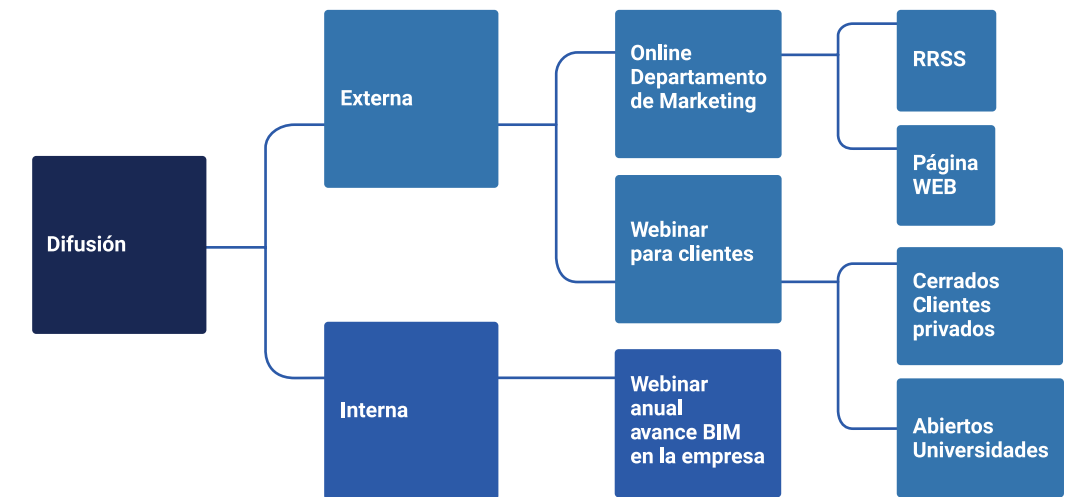 Difusión
Externa
Interna
Online
Departamento
de Marketing
Webinar
para clientes
Webinar
anual
avance BIM
en la empresa
RRSS
Página
WEB
Cerrados
Clientes
privados
Abiertos
Universidades